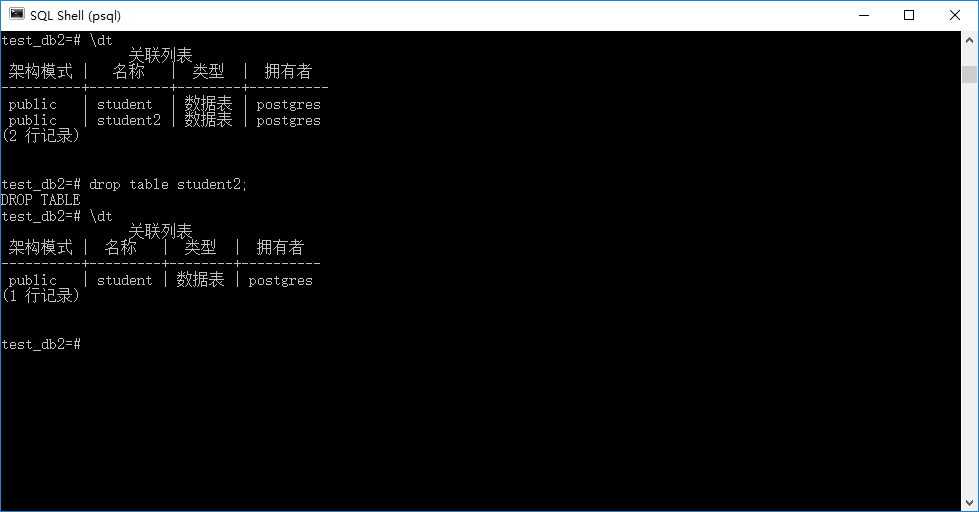 SQL Shell (psql)
test_db2=# \dt
关联列表
架构模式 | 名称 | 类型 | 拥有者
----------+----------+--------+----------
public | student | 数据表 | postgres
public | student2 | 数据表 | postgres
(2 行记录)
test_db2=# drop table student2;
DROP TABLE
test_db2=# \dt
关联列表
架构模式 | 名称 | 类型 | 拥有者
----------+---------+--------+----------
public | student | 数据表 | postgres
(1 行记录)
test_db2=#